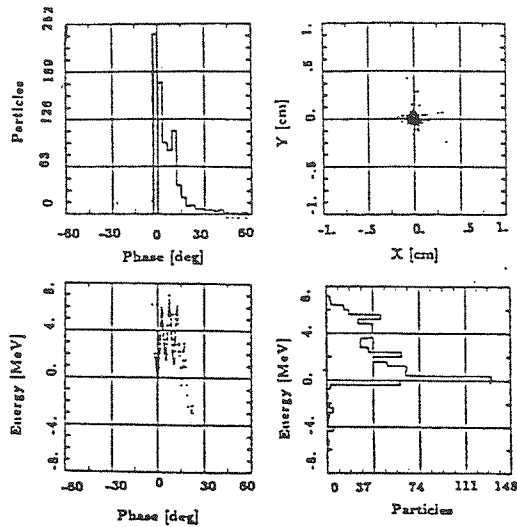 252
189
126
63
0
Particles
-60 -30 0 30 60
Phase [deg]
1.
.5
0.
-.5
-1.
Y [cm]
-1. -.5 0. .5 1.
X [cm]
8.
4.
0.
-4.
-8.
Energy [MeV]
-60 -30 0 30 60
Phase [deg]
8.
4.
0.
-4.
-8.
Energy [MeV]
0 37 74 111 148
Particles